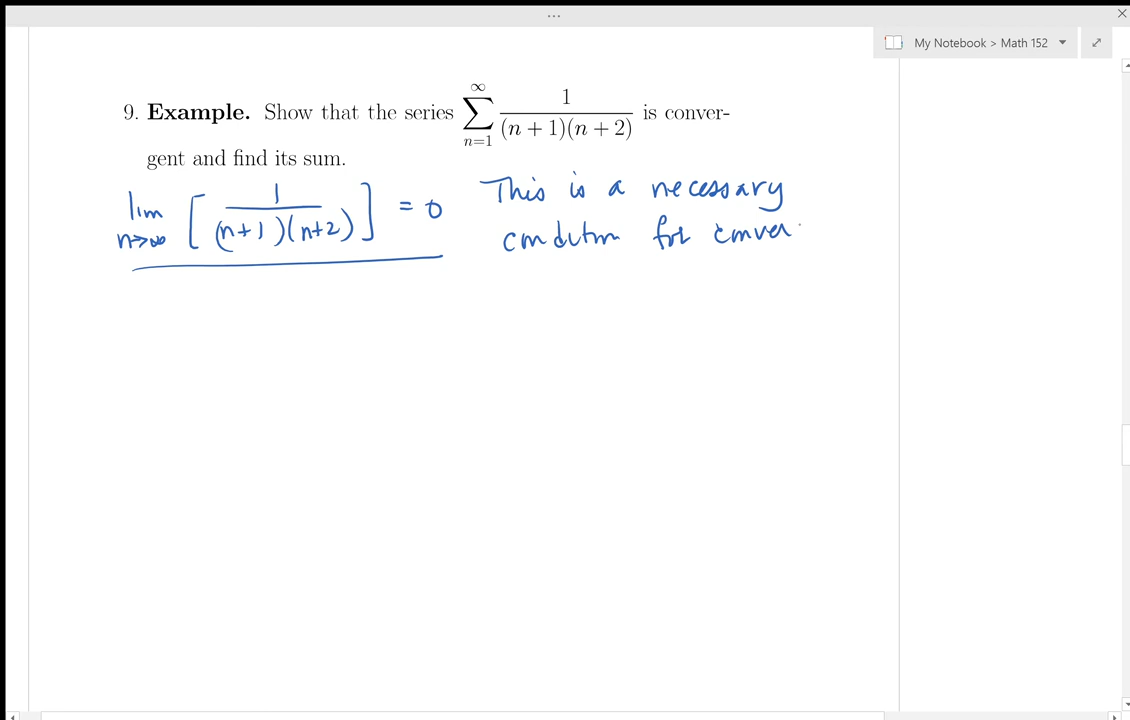 ...
My Notebook > Math 152
9. Example. Show that the series ∑_{n=1}^{∞} 1/((n + 1)(n + 2)) is conver-
gent and find its sum.
lim_{n→∞} [1/((n+1)(n+2))] = 0 This is a necessary
condition for conver